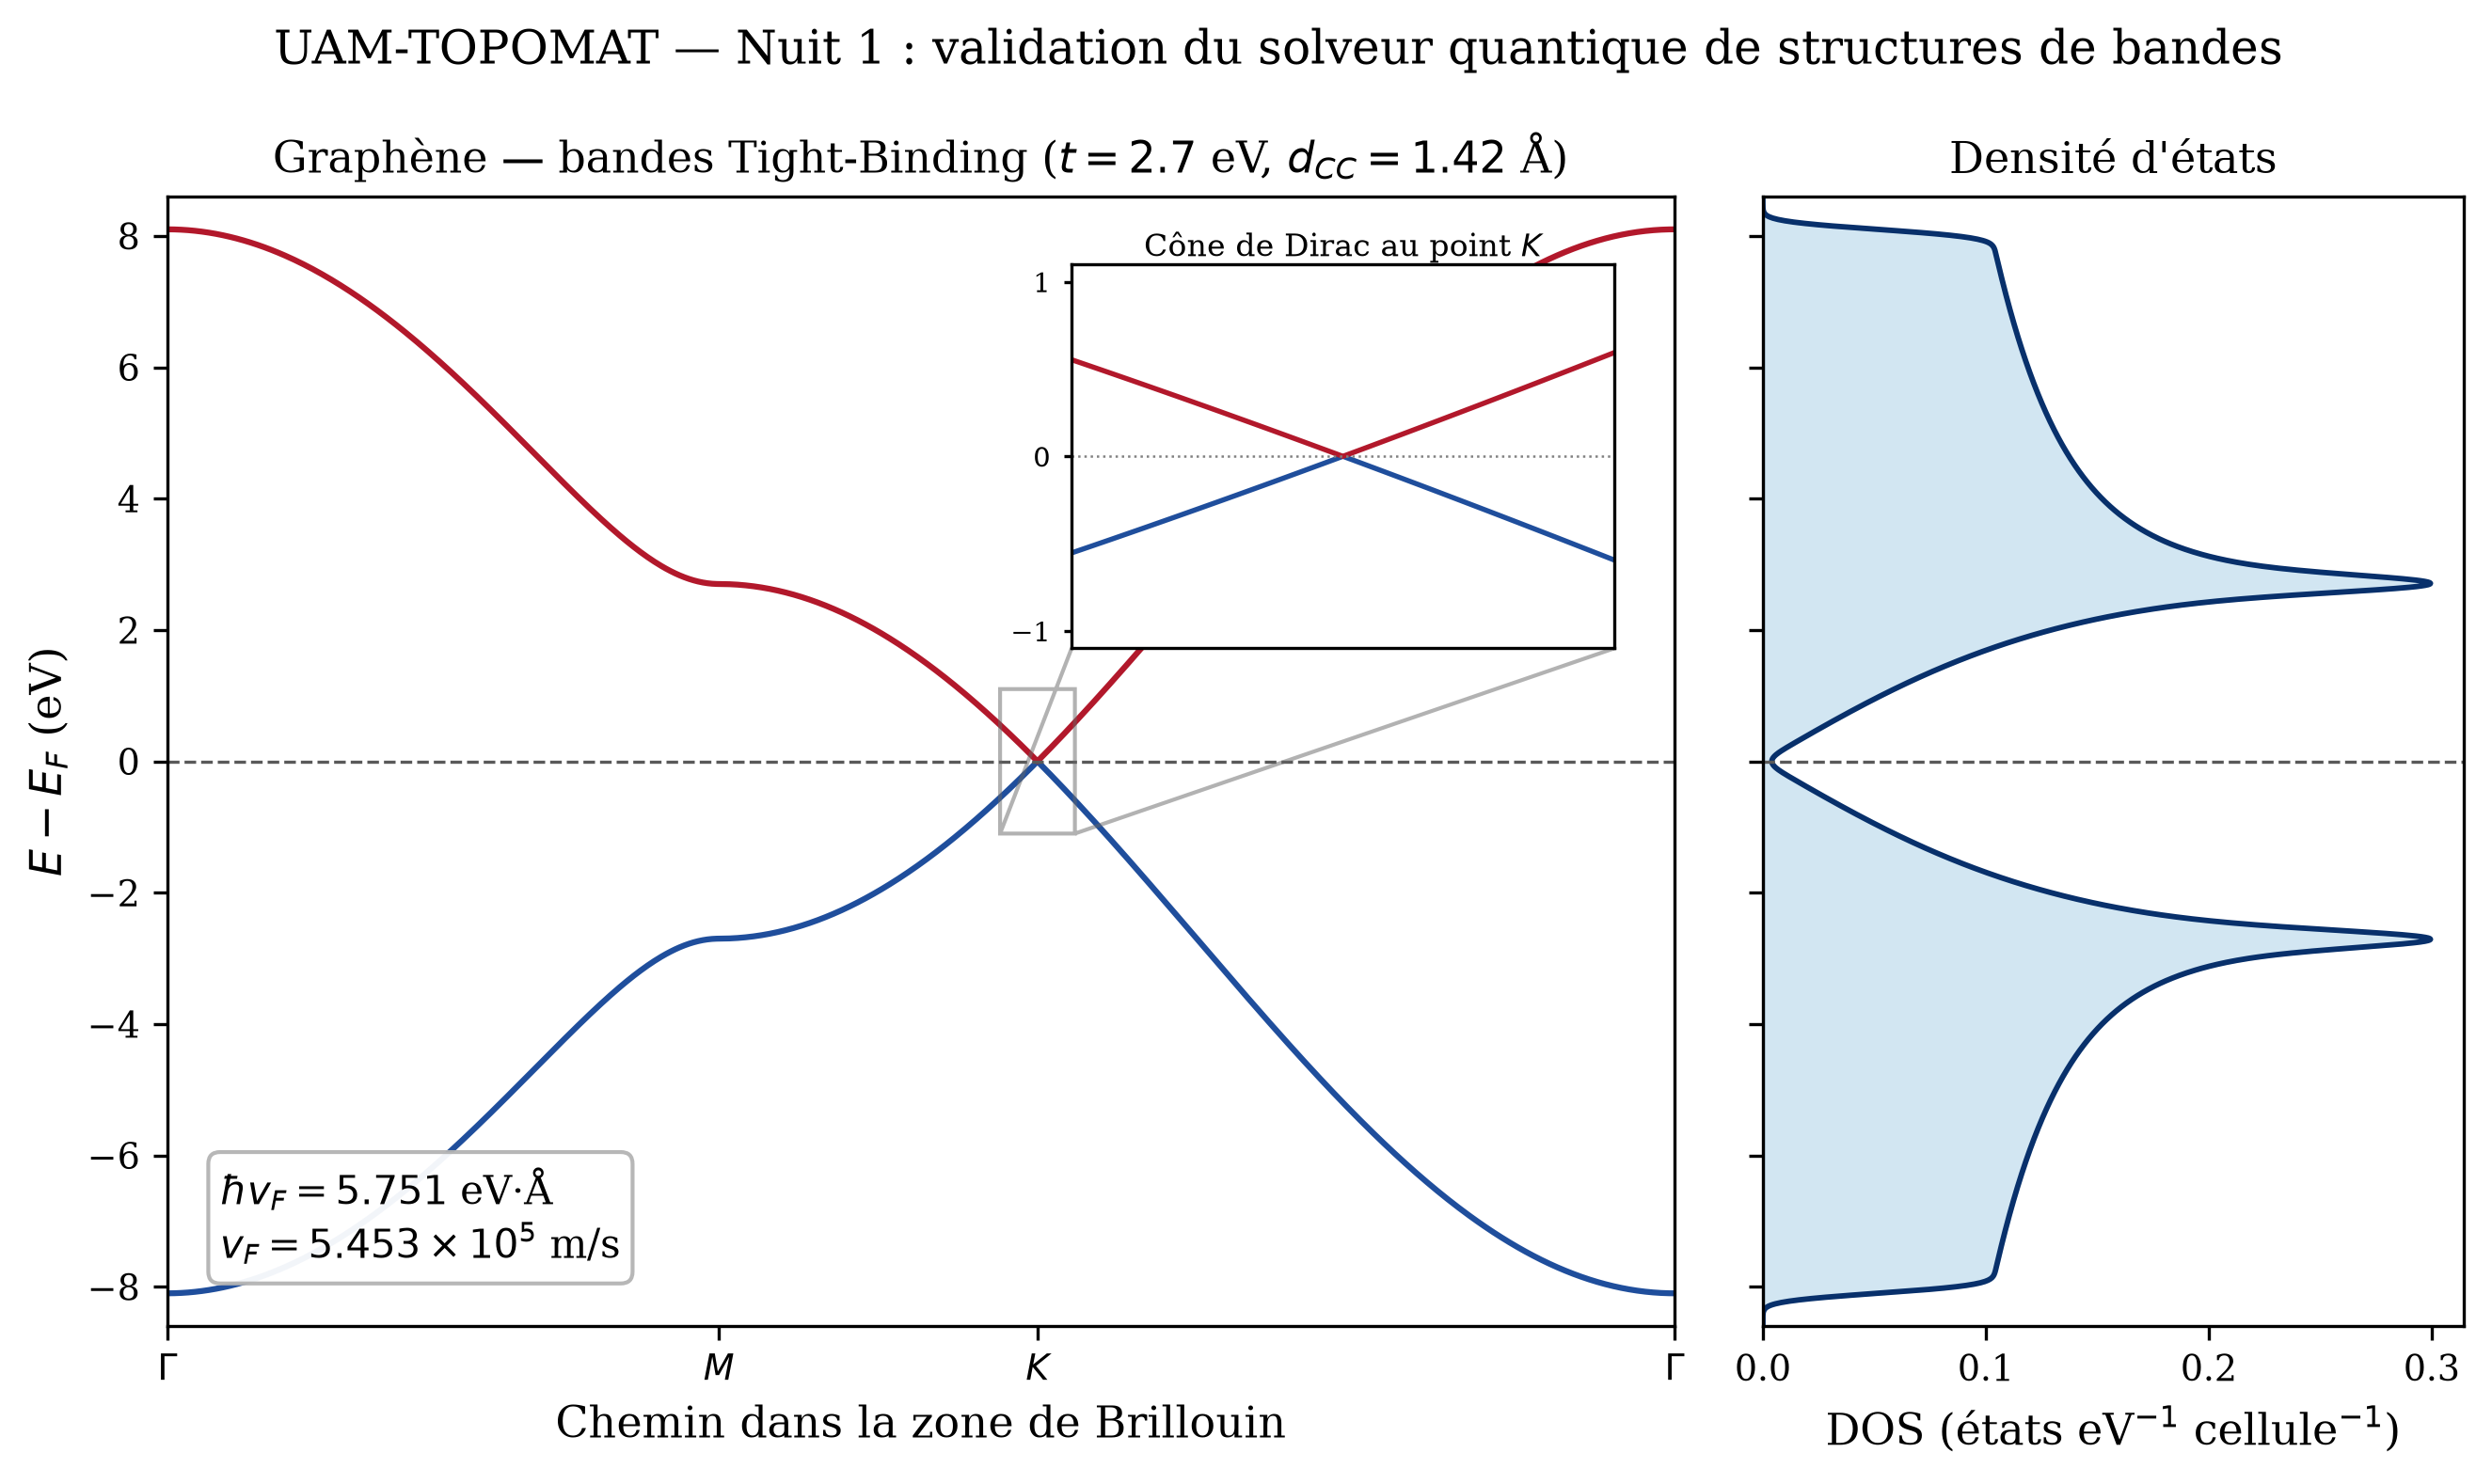 UAM-TOPOMAT — Nuit 1 : validation du solveur quantique de structures de bandes
Graphène — bandes Tight-Binding (t = 2.7 eV, a_CC = 1.42 Å)
Densité d'états
Cône de Dirac au point K
1
0
−1
E − E_F (eV)
8
6
4
2
0
−2
−4
−6
−8
ħv_F = 5.751 eV·Å
v_F = 5.453 × 10⁵ m/s
Γ
M
K
Γ
Chemin dans la zone de Brillouin
0.0
0.1
0.2
0.3
DOS (états eV⁻¹ cellule⁻¹)